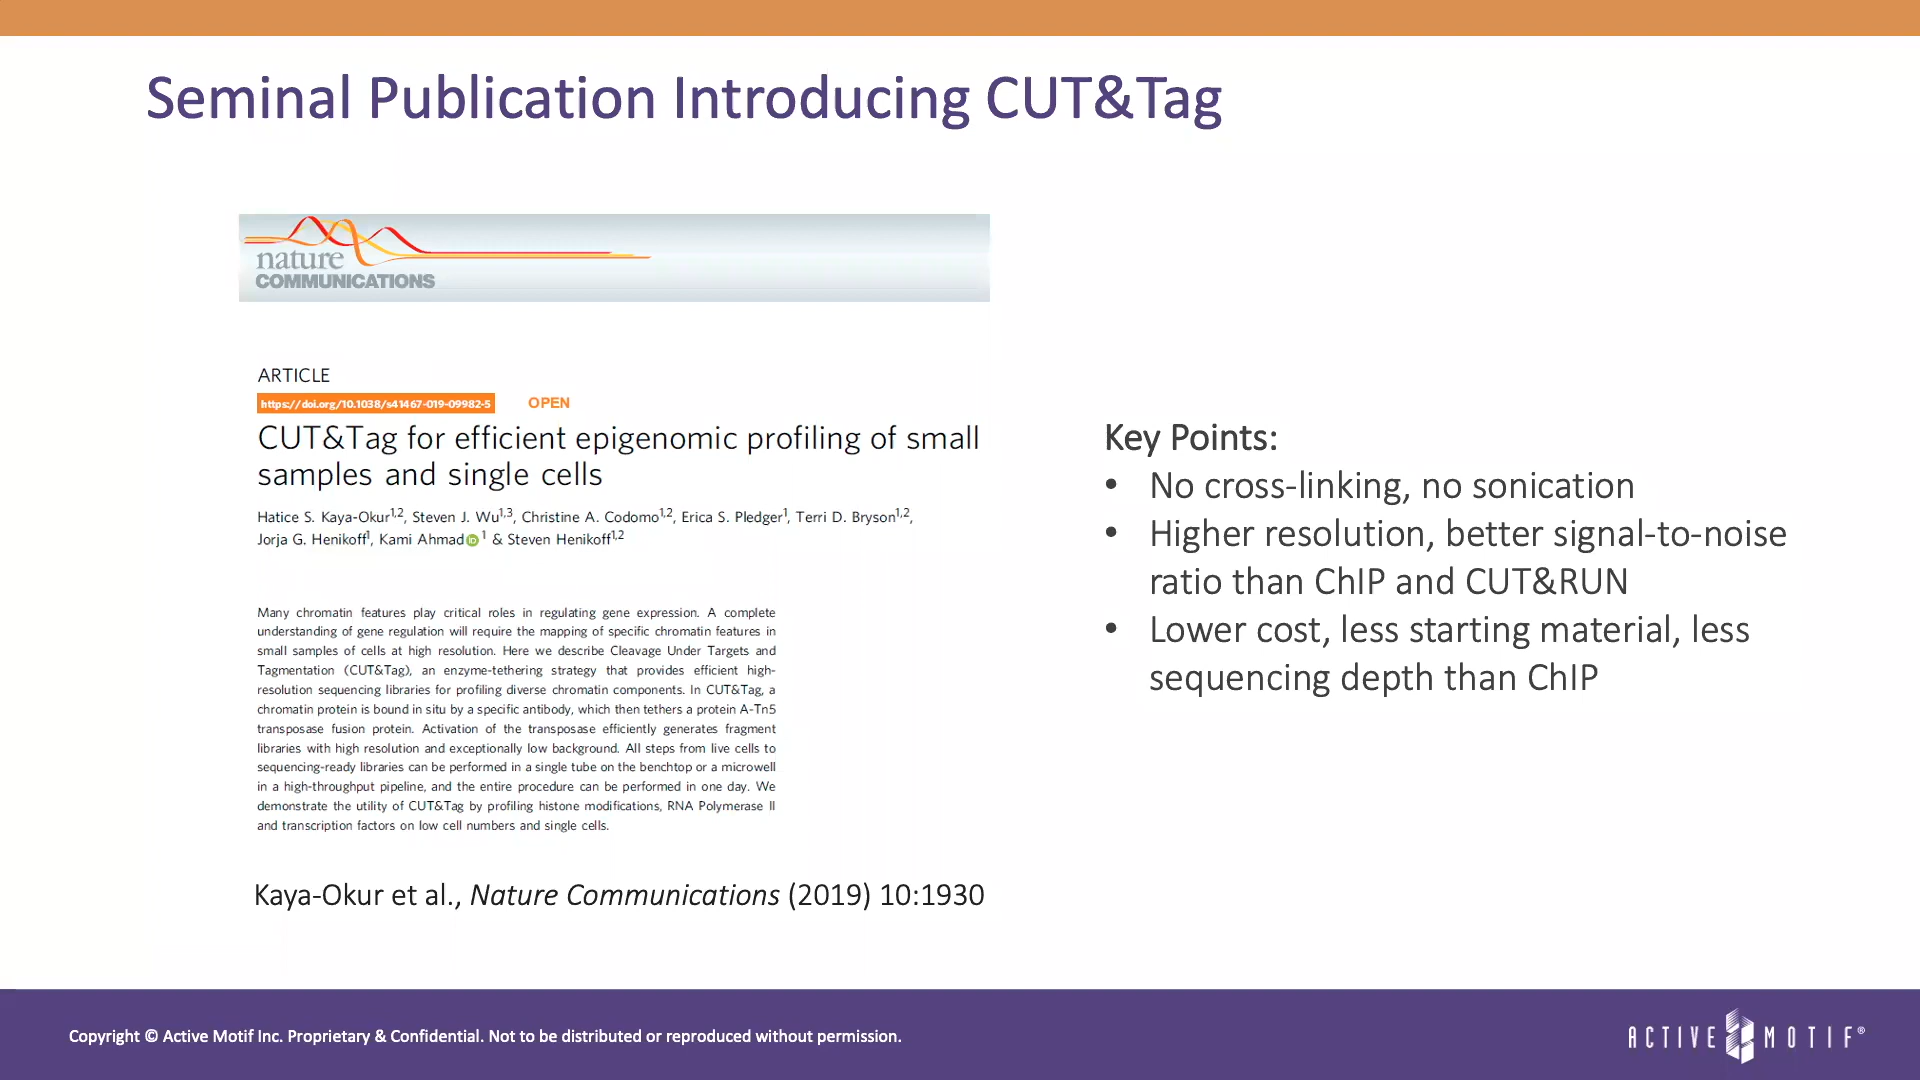 Seminal Publication Introducing CUT&Tag
nature
COMMUNICATIONS
ARTICLE
https://doi.org/10.1038/s41467-019-09982-5 OPEN
CUT&Tag for efficient epigenomic profiling of small
samples and single cells
Hatice S. Kaya-Okur1,2, Steven J. Wu1,3, Christine A. Codomo1,2, Erica S. Pledger1, Terri D. Bryson1,2,
Jorja G. Henikoff1, Kami Ahmad iD 1 & Steven Henikoff1,2
Many chromatin features play critical roles in regulating gene expression. A complete
understanding of gene regulation will require the mapping of specific chromatin features in
small samples of cells at high resolution. Here we describe Cleavage Under Targets and
Tagmentation (CUT&Tag), an enzyme-tethering strategy that provides efficient high-
resolution sequencing libraries for profiling diverse chromatin components. In CUT&Tag, a
chromatin protein is bound in situ by a specific antibody, which then tethers a protein A-Tn5
transposase fusion protein. Activation of the transposase efficiently generates fragment
libraries with high resolution and exceptionally low background. All steps from live cells to
sequencing-ready libraries can be performed in a single tube on the benchtop or a microwell
in a high-throughput pipeline, and the entire procedure can be performed in one day. We
demonstrate the utility of CUT&Tag by profiling histone modifications, RNA Polymerase II
and transcription factors on low cell numbers and single cells.
Kaya-Okur et al., Nature Communications (2019) 10:1930
Key Points:
• No cross-linking, no sonication
• Higher resolution, better signal-to-noise
ratio than ChIP and CUT&RUN
• Lower cost, less starting material, less
sequencing depth than ChIP
Copyright © Active Motif Inc. Proprietary & Confidential. Not to be distributed or reproduced without permission.
ACTIVE MOTIF®